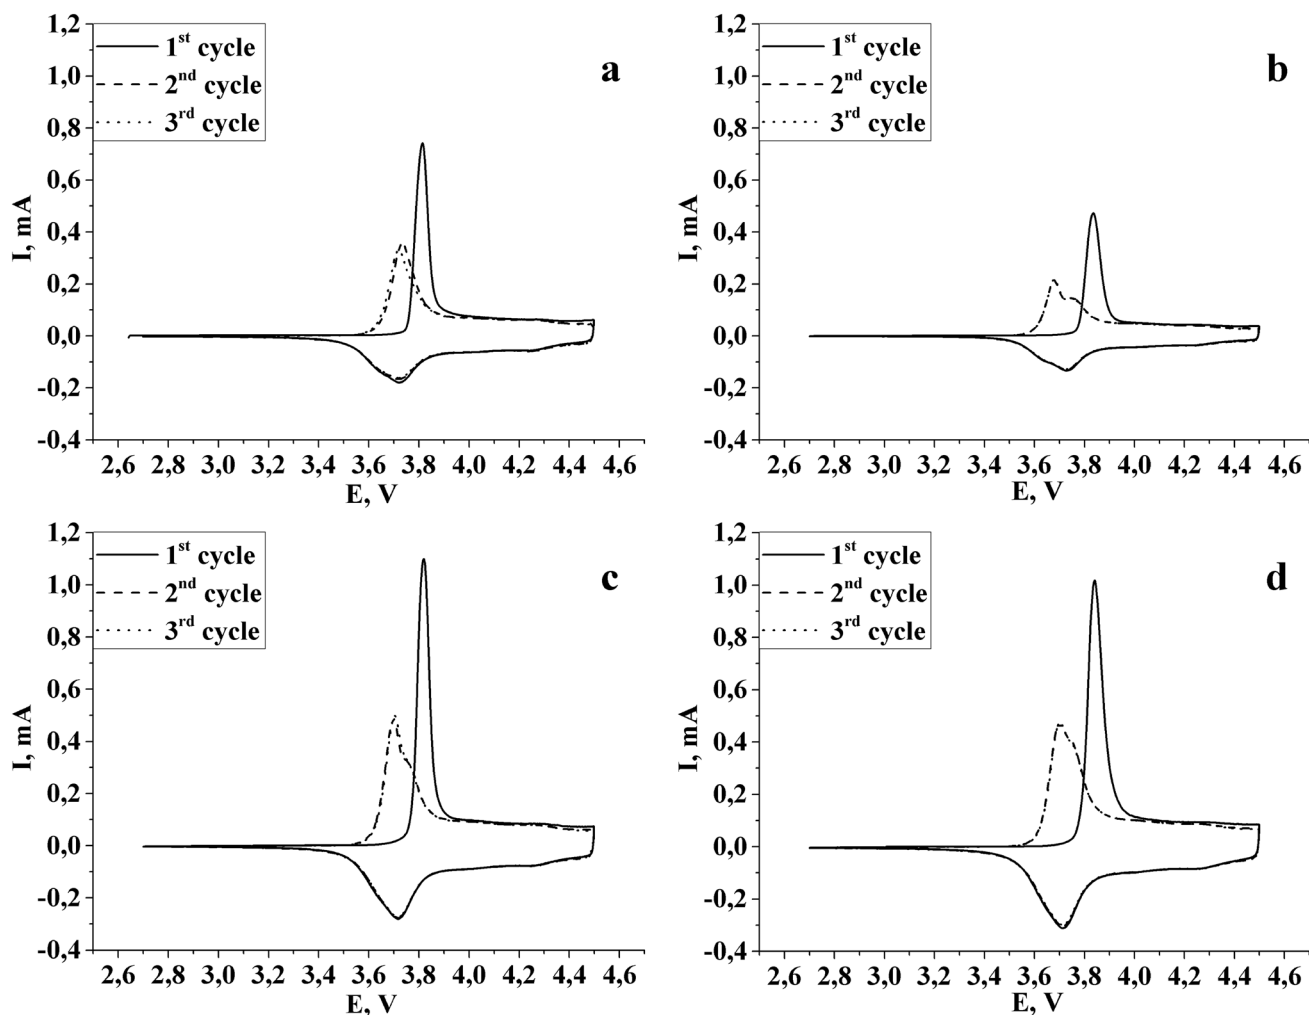 1,2
1,0
0,8
0,6
0,4
0,2
0,0
-0,2
-0,4
I, mA
1st cycle
2nd cycle
3rd cycle
a
2,6 2,8 3,0 3,2 3,4 3,6 3,8 4,0 4,2 4,4 4,6
E, V
1,2
1,0
0,8
0,6
0,4
0,2
0,0
-0,2
-0,4
I, mA
1st cycle
2nd cycle
3rd cycle
b
2,6 2,8 3,0 3,2 3,4 3,6 3,8 4,0 4,2 4,4 4,6
E, V
1,2
1,0
0,8
0,6
0,4
0,2
0,0
-0,2
-0,4
I, mA
1st cycle
2nd cycle
3rd cycle
c
2,6 2,8 3,0 3,2 3,4 3,6 3,8 4,0 4,2 4,4 4,6
E, V
1,2
1,0
0,8
0,6
0,4
0,2
0,0
-0,2
-0,4
I, mA
1st cycle
2nd cycle
3rd cycle
d
2,6 2,8 3,0 3,2 3,4 3,6 3,8 4,0 4,2 4,4 4,6
E, V